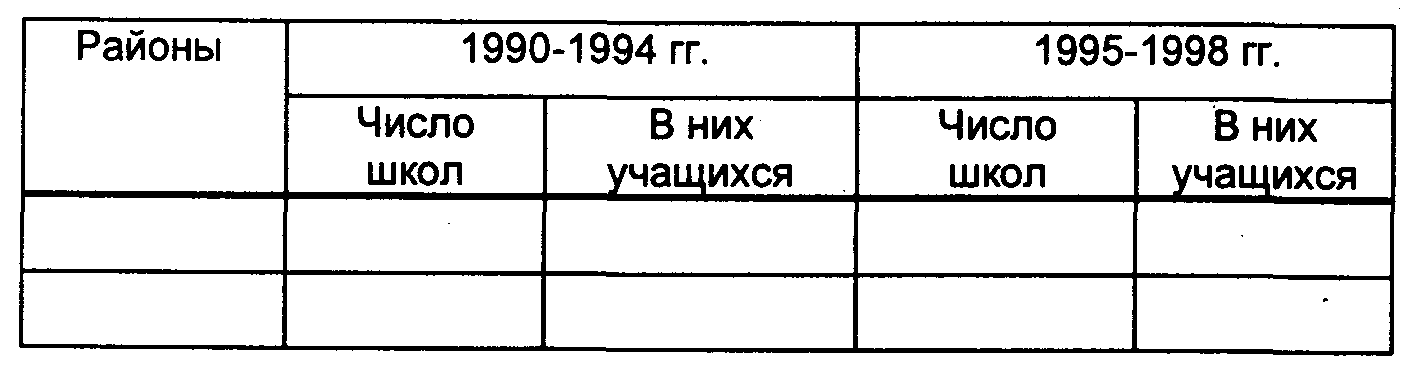 Районы
1990-1994 гг.
1995-1998 гг.
Число
школ
В них
учащихся
Число
школ
В них
учащихся